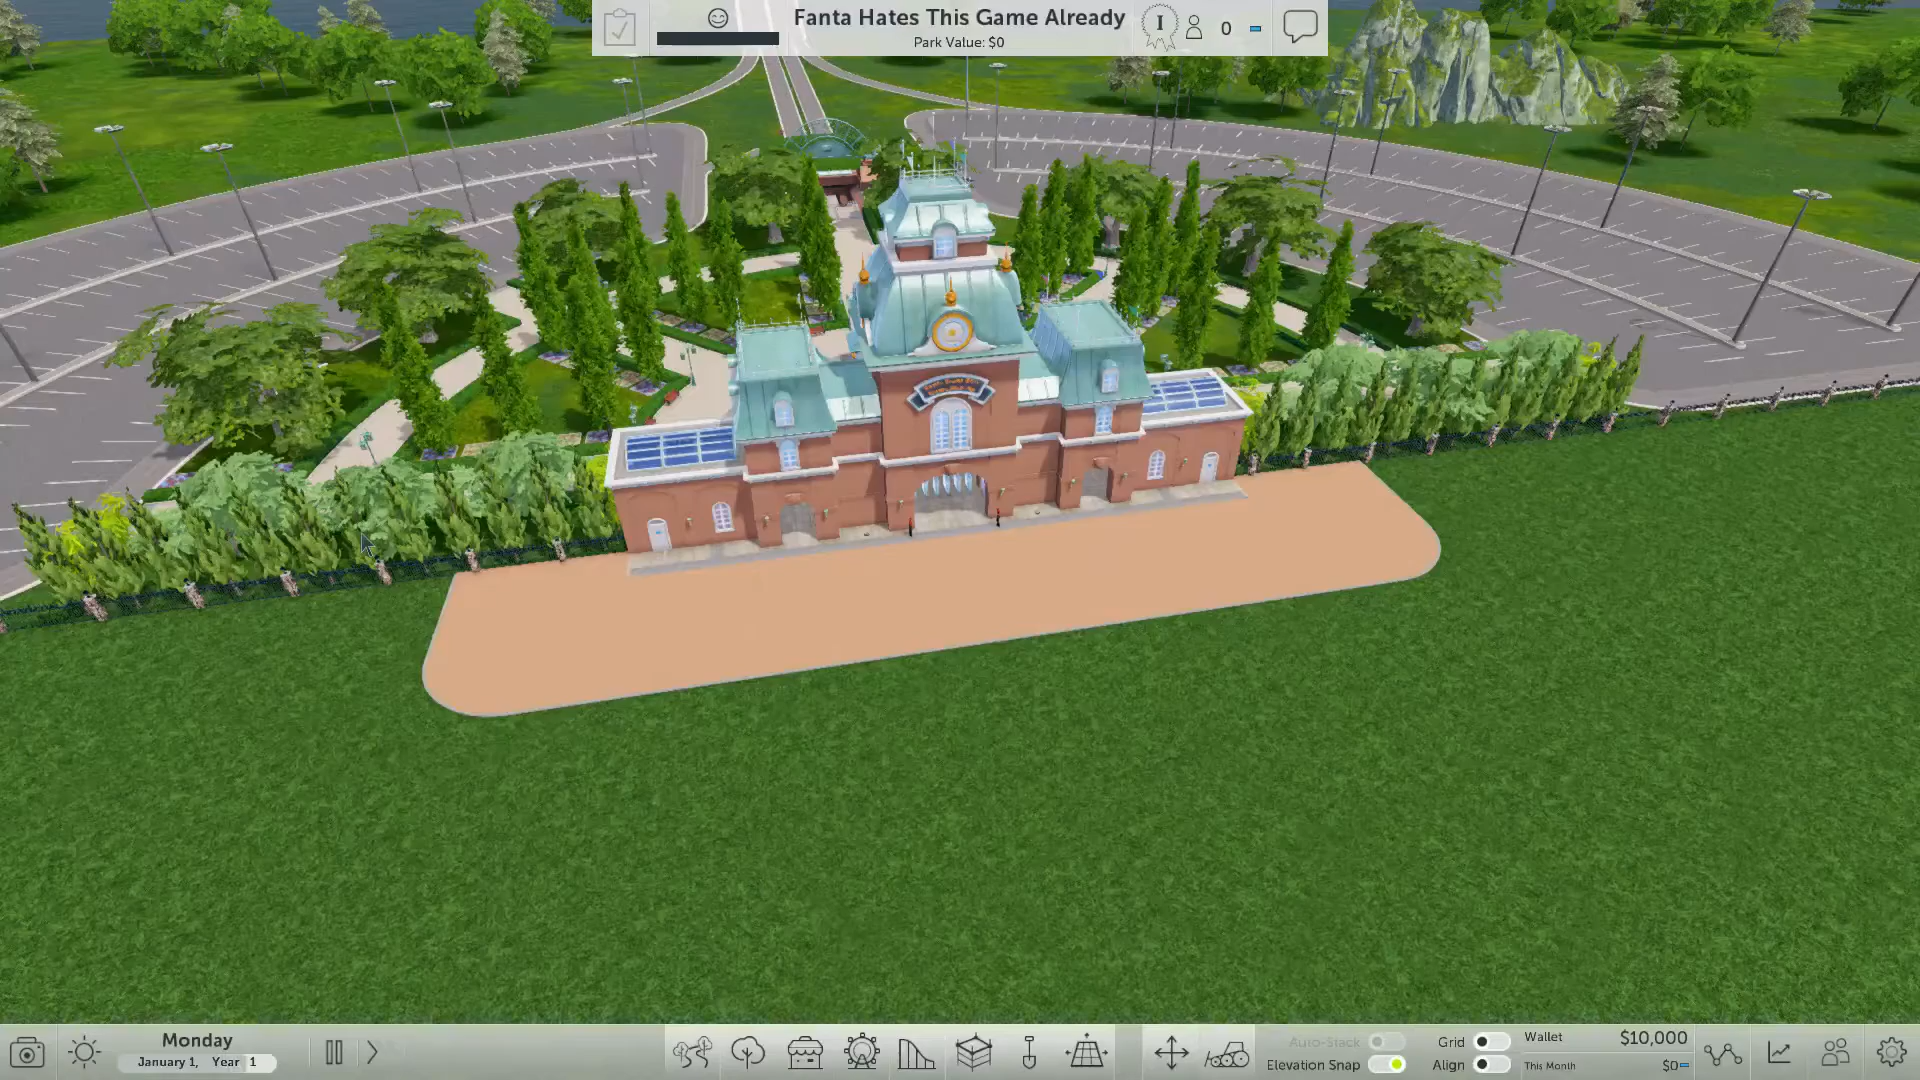 Fanta Hates This Game Already
Park Value: $0
I
0
Monday
January 1, Year 1
Auto-Stack
Elevation Snap
Grid
Align
Wallet $10,000
This Month $0